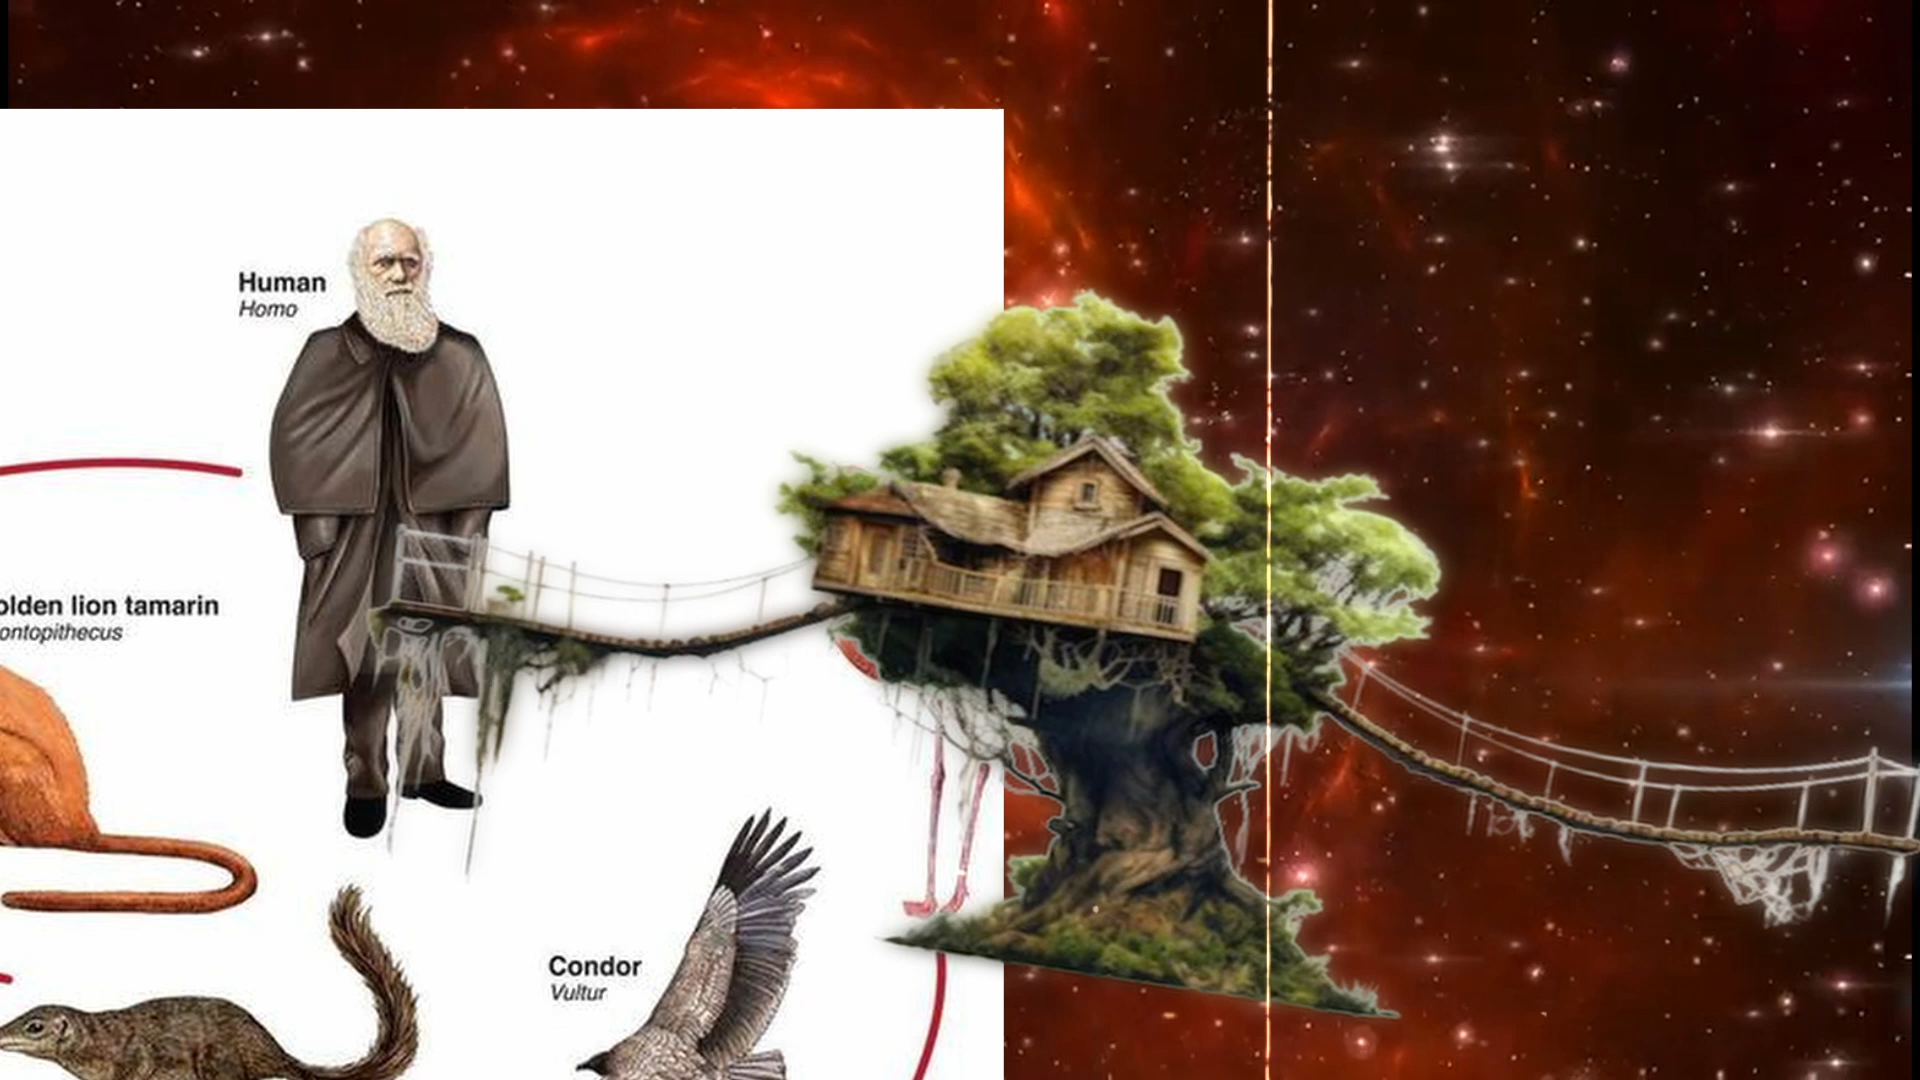 Human
Homo
olden lion tamarin
ontopithecus
Condor
Vultur